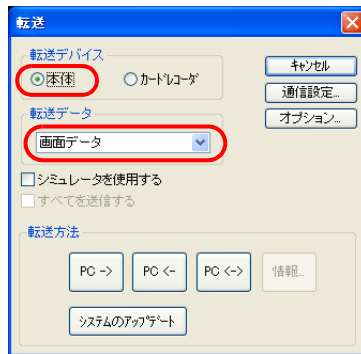 転送
転送デバイス
本体
カードレコーダ
キャンセル
通信設定...
オプション...
転送データ
画面データ
シミュレータを使用する
すべてを送信する
転送方法
PC ->
PC <-
PC <->
情報...
システムのアップデート